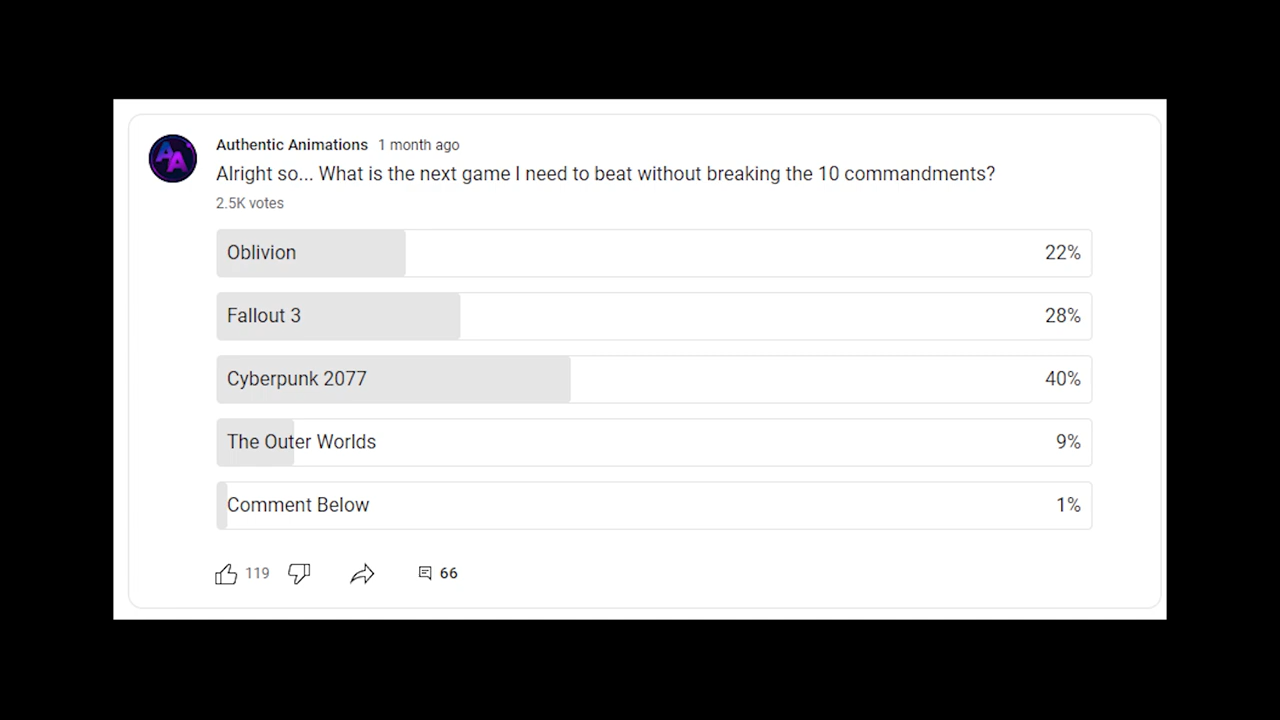 Authentic Animations 1 month ago
Alright so... What is the next game I need to beat without breaking the 10 commandments?
2.5K votes
Oblivion 22%
Fallout 3 28%
Cyberpunk 2077 40%
The Outer Worlds 9%
Comment Below 1%
119 66